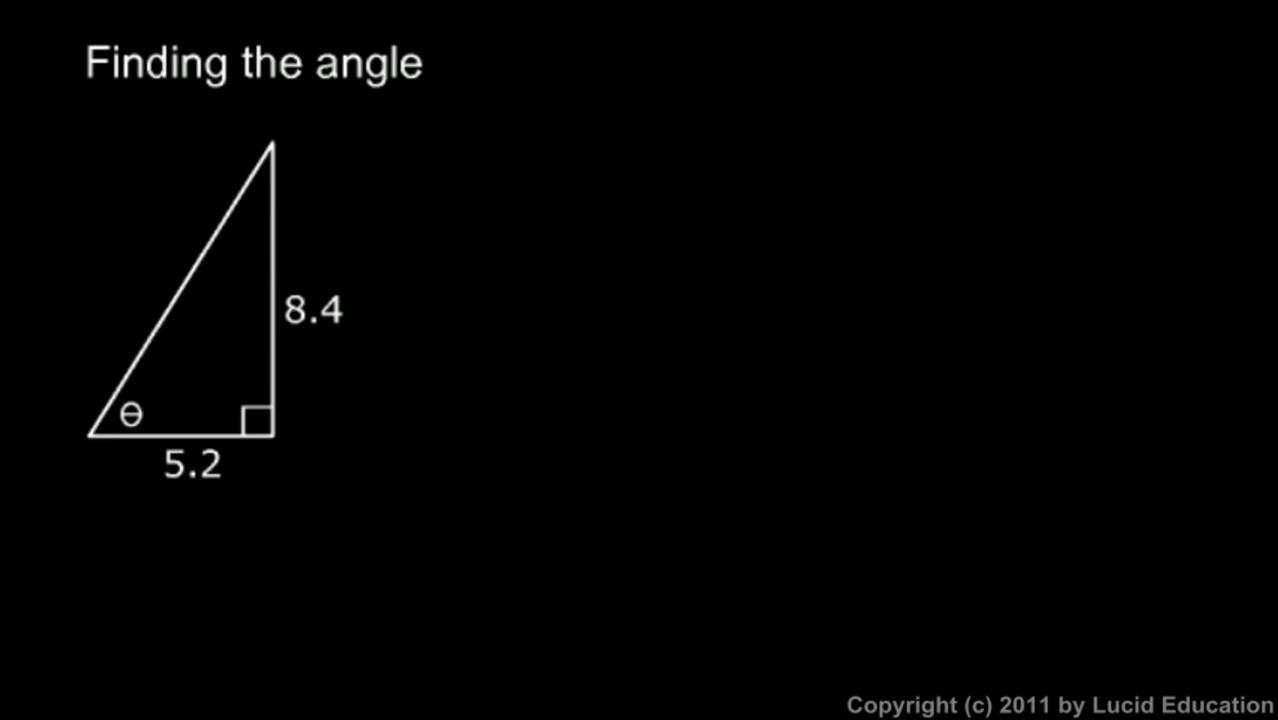 Finding the angle
8.4
θ
5.2
Copyright (c) 2011 by Lucid Education